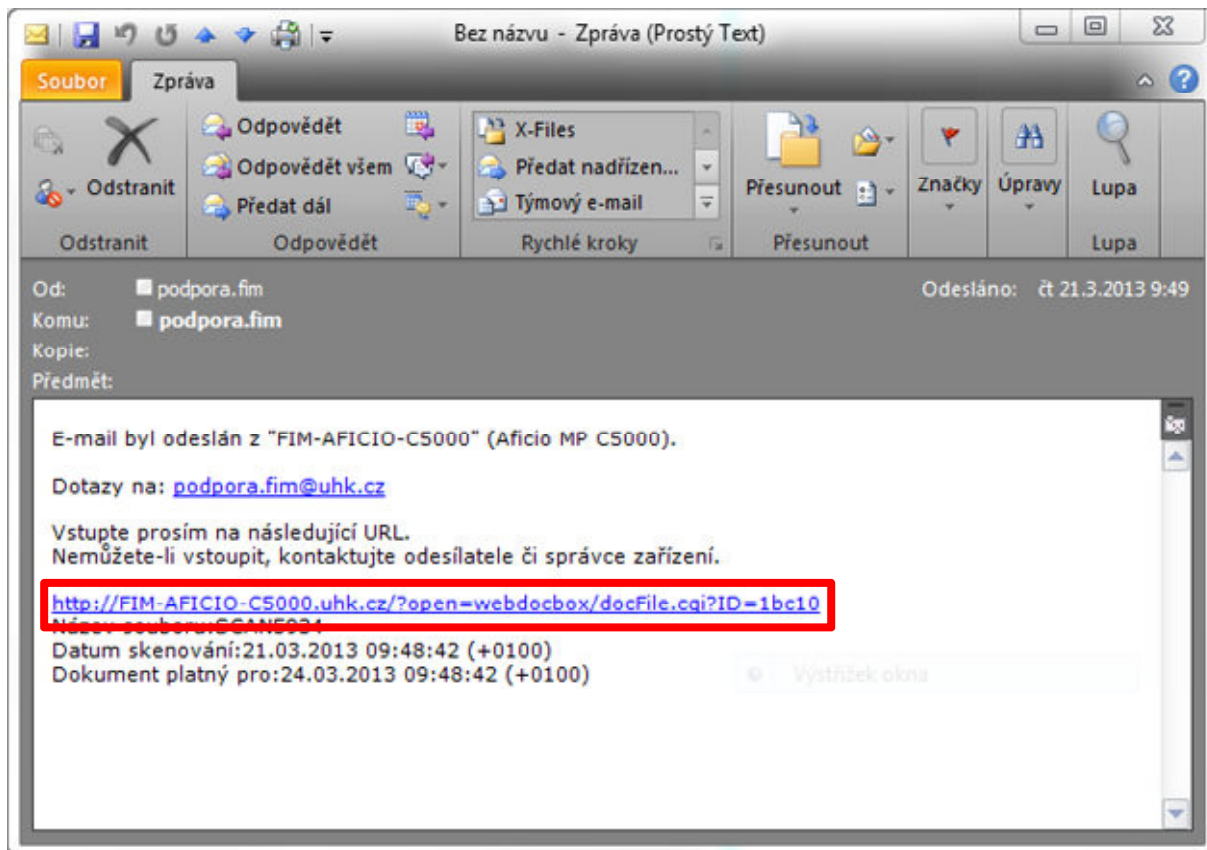 Bez názvu - Zpráva (Prostý Text)
Soubor Zpráva
Odstranit
Odpovědět
Odpovědět všem
Předat dál
X-Files
Předat nadřízen...
Týmový e-mail
Přesunout
Značky
Úpravy
Lupa
Odstranit Odpovědět Rychlé kroky Přesunout Lupa
Od: podpora.fim Odesláno: čt 21.3.2013 9:49
Komu: podpora.fim
Kopie:
Předmět:
E-mail byl odeslán z "FIM-AFICIO-C5000" (Aficio MP C5000).
Dotazy na: podpora.fim@uhk.cz
Vstupte prosím na následující URL.
Nemůžete-li vstoupit, kontaktujte odesílatele či správce zařízení.
http://FIM-AFICIO-C5000.uhk.cz/?open=webdocbox/docFile.cgi?ID=1bc10
Název souboru:SCAN5934
Datum skenování:21.03.2013 09:48:42 (+0100)
Dokument platný pro:24.03.2013 09:48:42 (+0100)
Výstřižek okna